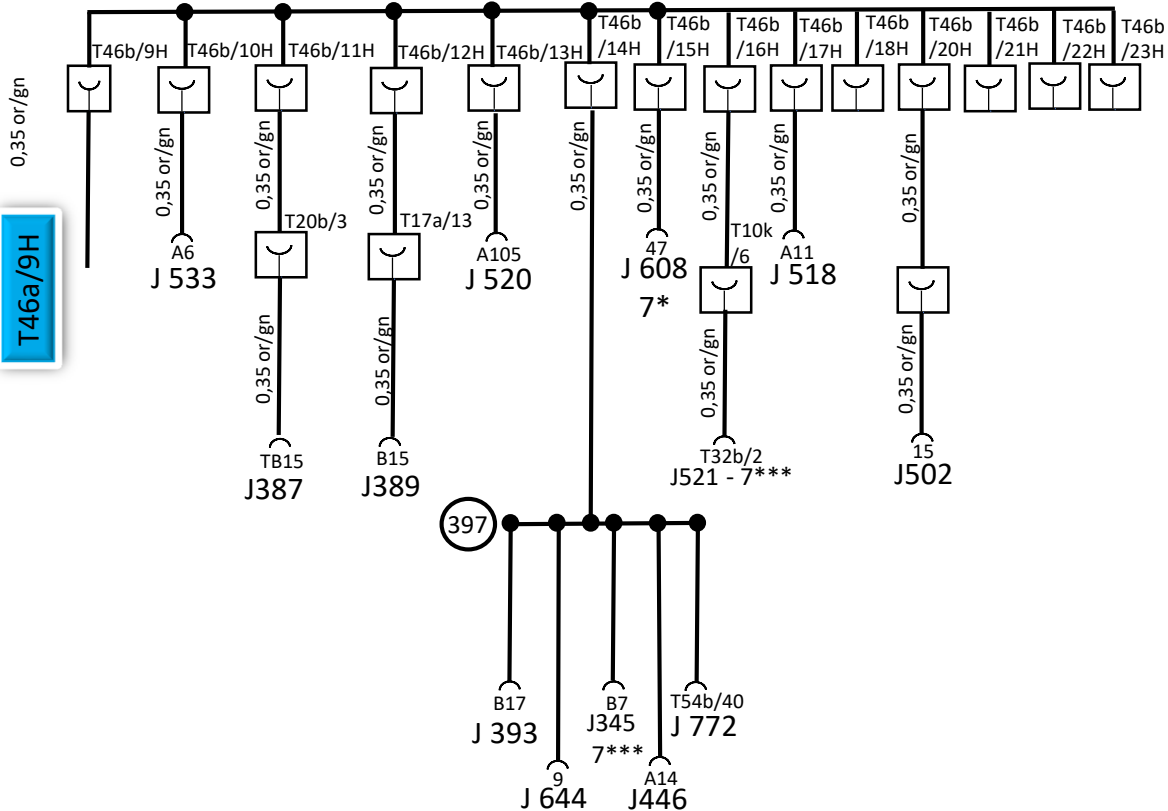 T46b/9H
T46b/10H
T46b/11H
T46b/12H
T46b/13H
T46b
/14H
T46b
/15H
T46b
/16H
T46b
/17H
T46b
/18H
T46b
/20H
T46b
/21H
T46b
/22H
T46b
/23H
0,35 or/gn
0,35 or/gn
0,35 or/gn
0,35 or/gn
0,35 or/gn
0,35 or/gn
0,35 or/gn
0,35 or/gn
0,35 or/gn
0,35 or/gn
T46a/9H
T20b/3
T17a/13
T10k
/6
A6
J 533
A105
J 520
47
J 608
7*
A11
J 518
0,35 or/gn
0,35 or/gn
0,35 or/gn
0,35 or/gn
TB15
J387
B15
J389
T32b/2
J521 - 7***
15
J502
397
B17
J 393
B7
J345
7***
T54b/40
J 772
9
J 644
A14
J446